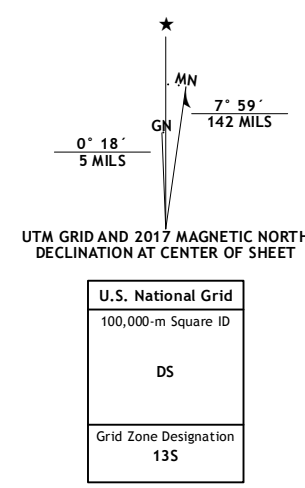 ★
MN
7° 59´
142 MILS
GN
0° 18´
5 MILS
UTM GRID AND 2017 MAGNETIC NORTH
DECLINATION AT CENTER OF SHEET
U.S. National Grid
100,000-m Square ID
DS
Grid Zone Designation
13S